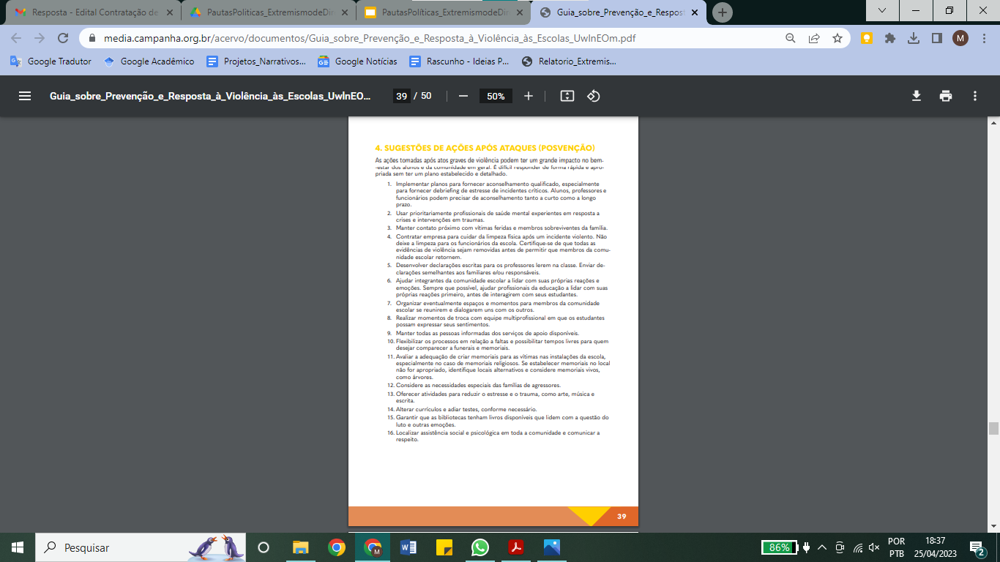 Resposta - Edital Contratação de
PautasPoliticas_ExtremismodeDir
PautasPolíticas_ExtremismodeDir
Guia_sobre_Prevenção_e_Respost
media.campanha.org.br/acervo/documentos/Guia_sobre_Prevenção_e_Resposta_à_Violência_às_Escolas_UwInEOm.pdf
M
Google Tradutor
Google Acadêmico
Projetos_Narrativos...
Google Notícias
Rascunho - Ideias P...
Relatorio_Extremis...
Guia_sobre_Prevenção_e_Resposta_à_Violência_às_Escolas_UwInEO...
39 / 50
50%
4. SUGESTÕES DE AÇÕES APÓS ATAQUES (POSVENÇÃO)
As ações tomadas após atos graves de violência podem ter um grande impacto no bem-
-estar dos alunos e da comunidade em geral. É difícil responder de forma rápida e apro-
priada sem ter um plano estabelecido e detalhado.
1. Implementar planos para fornecer aconselhamento qualificado, especialmente
para fornecer debriefing de estresse de incidentes críticos. Alunos, professores e
funcionários podem precisar de aconselhamento tanto a curto como a longo
prazo.
2. Usar prioritariamente profissionais de saúde mental experientes em resposta a
crises e intervenções em traumas.
3. Manter contato próximo com vítimas feridas e membros sobreviventes da família.
4. Contratar empresa para cuidar da limpeza física após um incidente violento. Não
deixe a limpeza para os funcionários da escola. Certifique-se de que todas as
evidências de violência sejam removidas antes de permitir que membros da comu-
nidade escolar retornem.
5. Desenvolver declarações escritas para os professores lerem na classe. Enviar de-
clarações semelhantes aos familiares e/ou responsáveis.
6. Ajudar integrantes da comunidade escolar a lidar com suas próprias reações e
emoções. Sempre que possível, ajudar profissionais da educação a lidar com suas
próprias reações primeiro, antes de interagirem com seus estudantes.
7. Organizar eventualmente espaços e momentos para membros da comunidade
escolar se reunirem e dialogarem uns com os outros.
8. Realizar momentos de troca com equipe multiprofissional em que os estudantes
possam expressar seus sentimentos.
9. Manter todas as pessoas informadas dos serviços de apoio disponíveis.
10. Flexibilizar os processos em relação a faltas e possibilitar tempos livres para quem
desejar comparecer a funerais e memoriais.
11. Avaliar a adequação de criar memoriais para as vítimas nas instalações da escola,
especialmente no caso de memoriais religiosos. Se estabelecer memoriais no local
não for apropriado, identifique locais alternativos e considere memoriais vivos,
como árvores.
12. Considere as necessidades especiais das famílias de agressores.
13. Oferecer atividades para reduzir o estresse e o trauma, como arte, música e
escrita.
14. Alterar currículos e adiar testes, conforme necessário.
15. Garantir que as bibliotecas tenham livros disponíveis que lidem com a questão do
luto e outras emoções.
16. Localizar assistência social e psicológica em toda a comunidade e comunicar a
respeito.
39
Pesquisar
86%
POR
PTB
18:37
25/04/2023
2